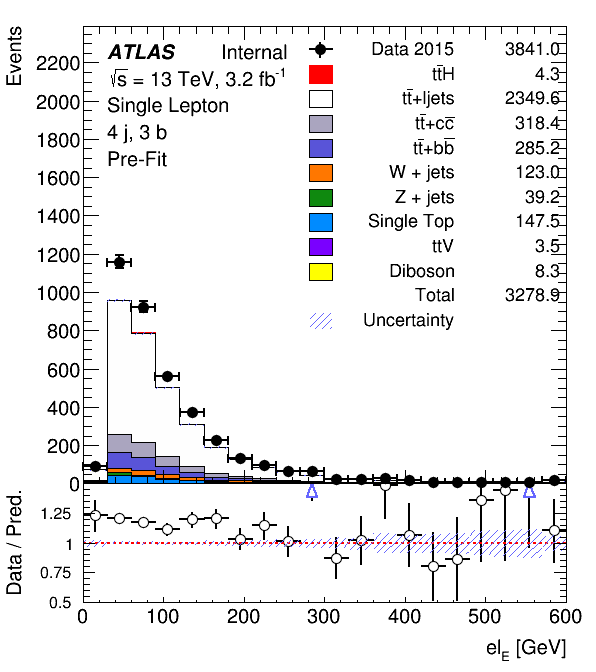 Events
ATLAS Internal
√s = 13 TeV, 3.2 fb⁻¹
Single Lepton
4 j, 3 b
Pre-Fit
Data 2015 3841.0
tt̄H 4.3
tt̄+ljets 2349.6
tt̄+cc̄ 318.4
tt̄+bb̄ 285.2
W + jets 123.0
Z + jets 39.2
Single Top 147.5
ttV 3.5
Diboson 8.3
Total 3278.9
Uncertainty
2200
2000
1800
1600
1400
1200
1000
800
600
400
200
0
Data / Pred.
1.25
1
0.75
0.5
0 100 200 300 400 500 600
el_E [GeV]